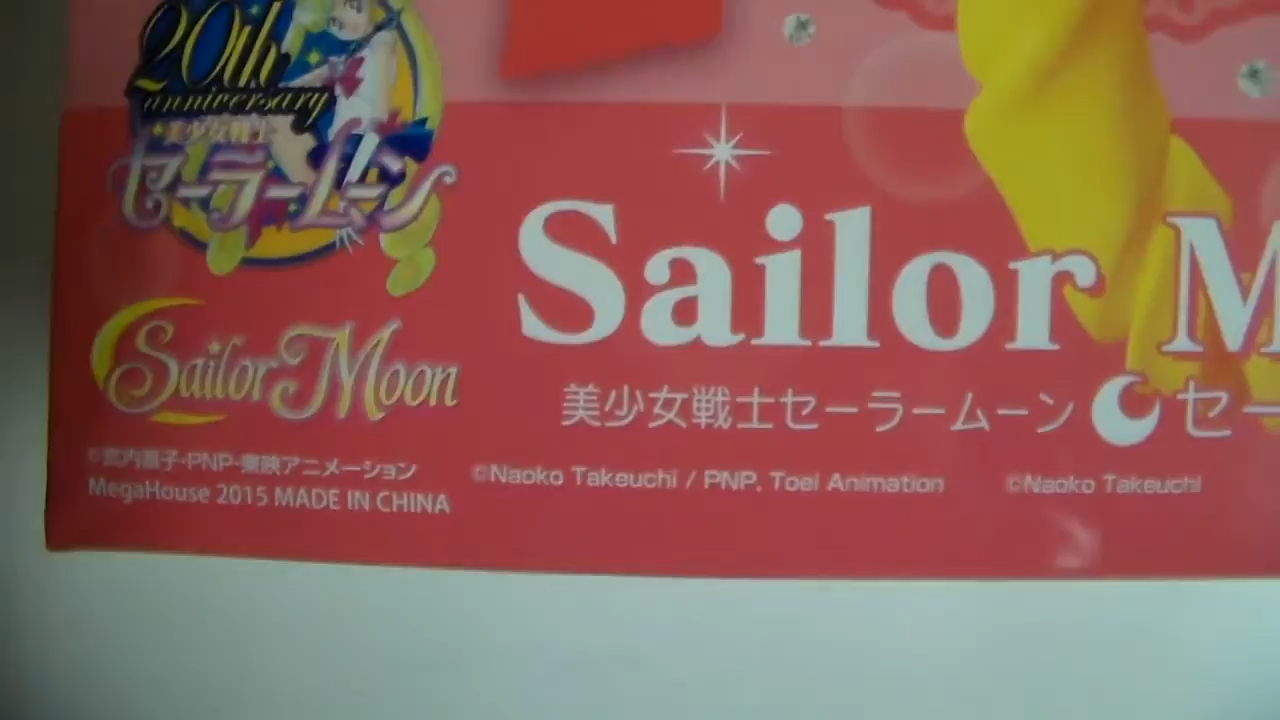 20th
anniversary
美少女戦士
セーラームーン
Sailor Moon
Sailor M
美少女戦士セーラームーン セー
©武内直子・PNP・東映アニメーション
MegaHouse 2015 MADE IN CHINA
©Naoko Takeuchi / PNP, Toei Animation
©Naoko Takeuchi